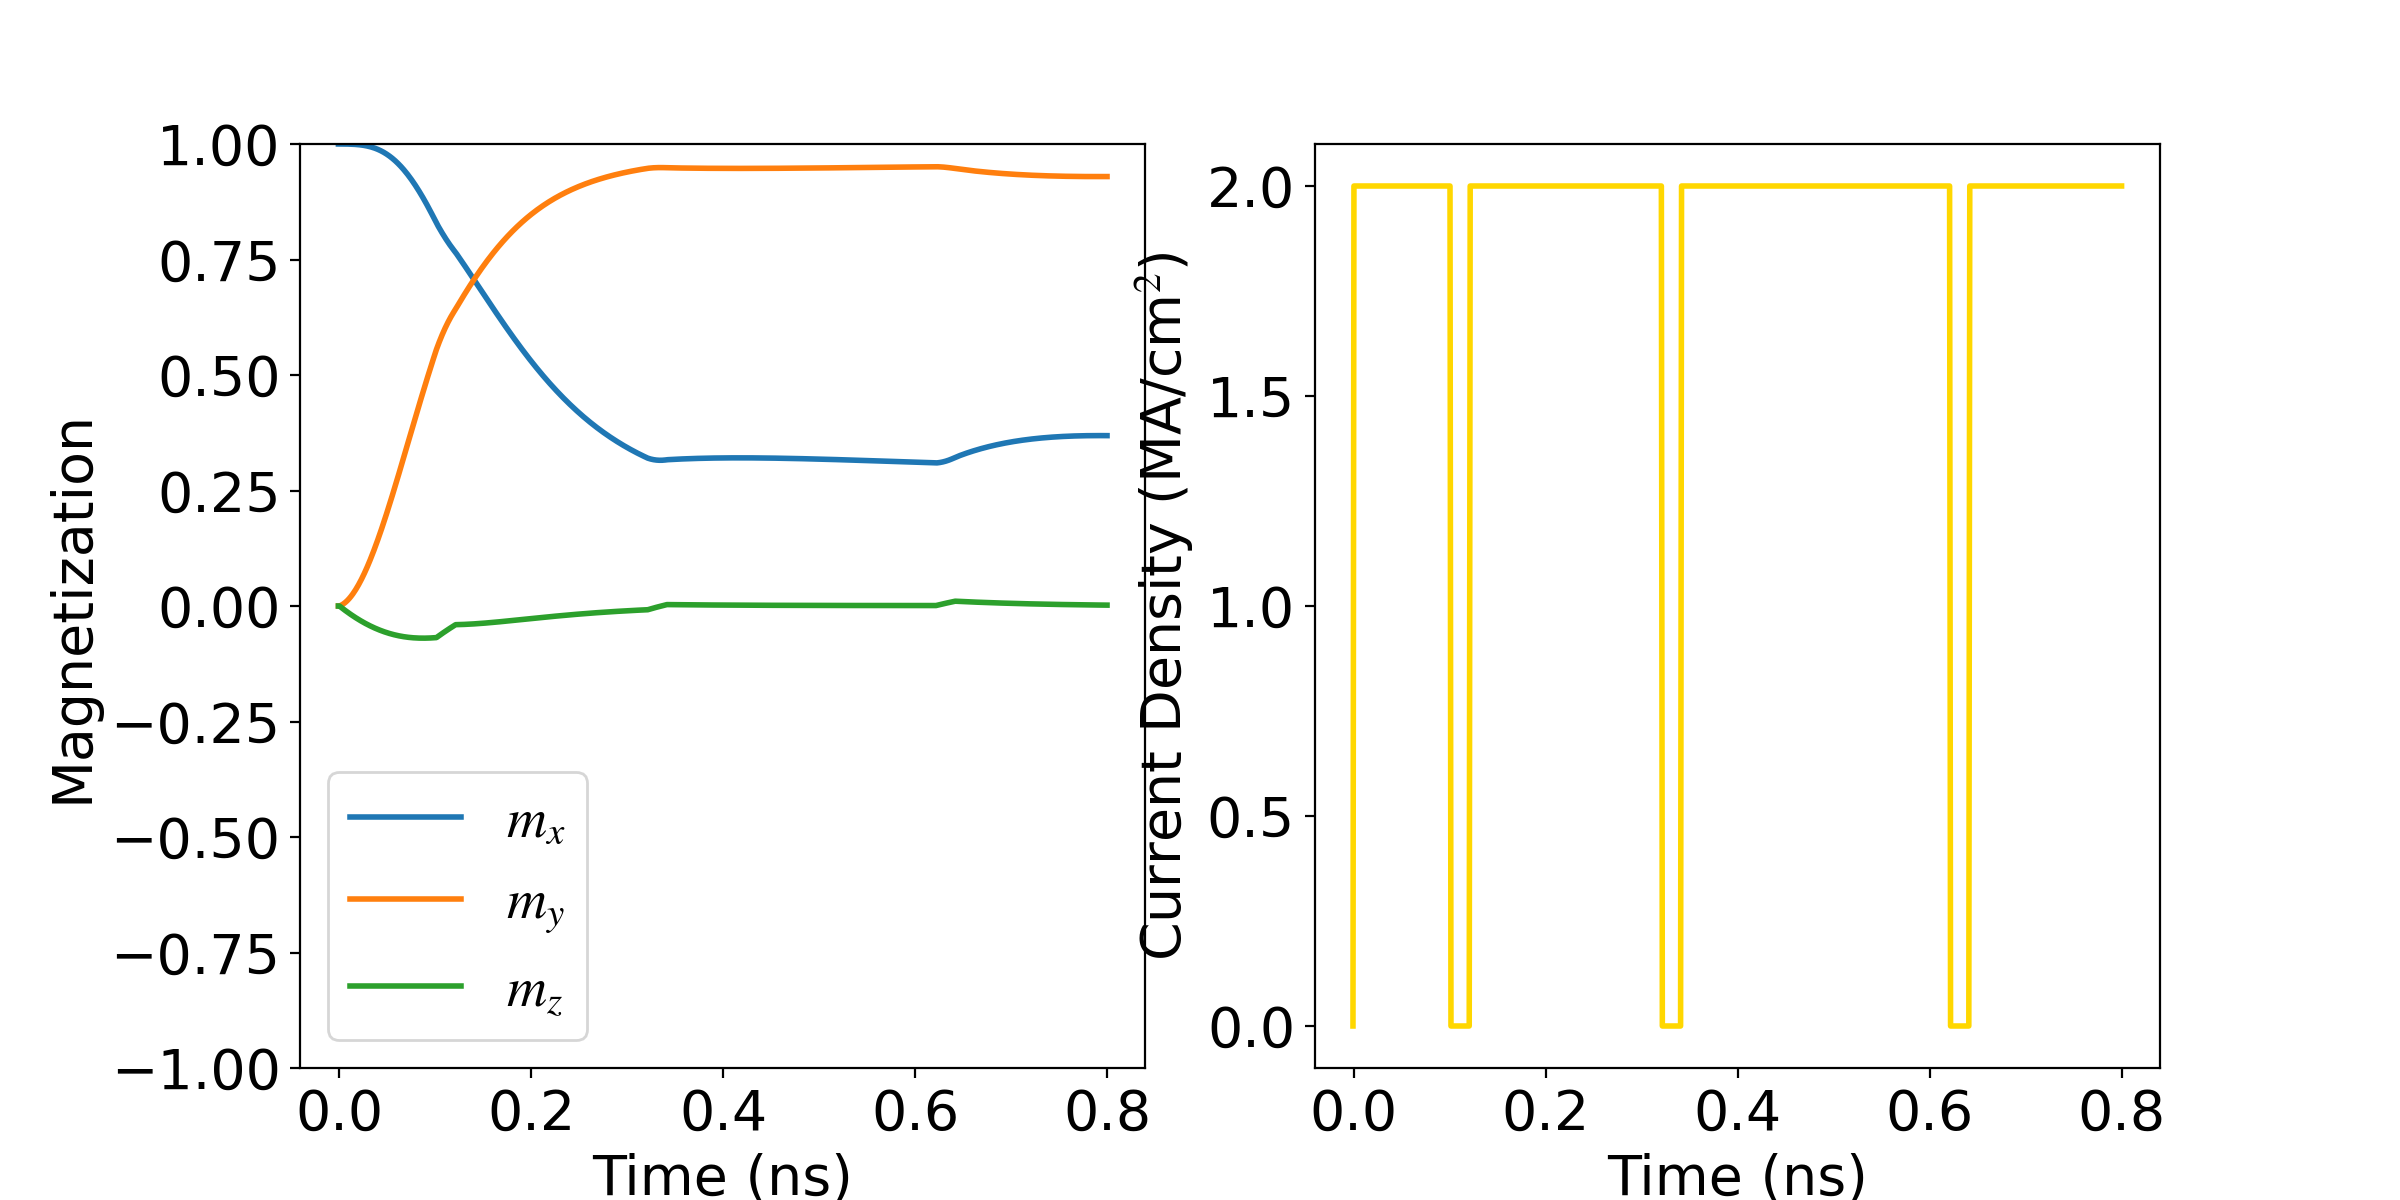 Magnetization
1.00
0.75
0.50
0.25
0.00
−0.25
−0.50
−0.75
−1.00
m_x
m_y
m_z
0.0 0.2 0.4 0.6 0.8
Time (ns)
Current Density (MA/cm²)
2.0
1.5
1.0
0.5
0.0
0.0 0.2 0.4 0.6 0.8
Time (ns)